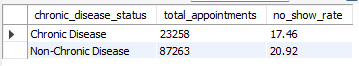 chronic_disease_status total_appointments no_show_rate
Chronic Disease 23258 17.46
Non-Chronic Disease 87263 20.92